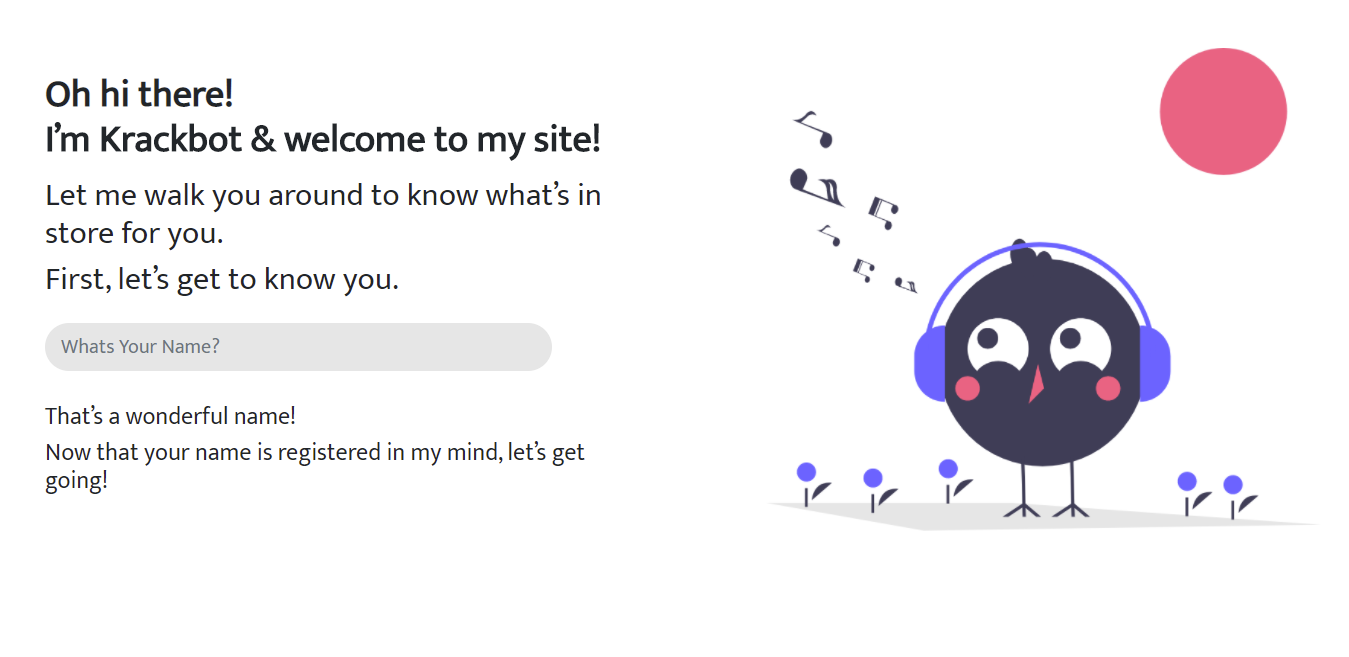 Oh hi there!
I’m Krackbot & welcome to my site!
Let me walk you around to know what’s in
store for you.
First, let’s get to know you.
Whats Your Name?
That’s a wonderful name!
Now that your name is registered in my mind, let’s get
going!